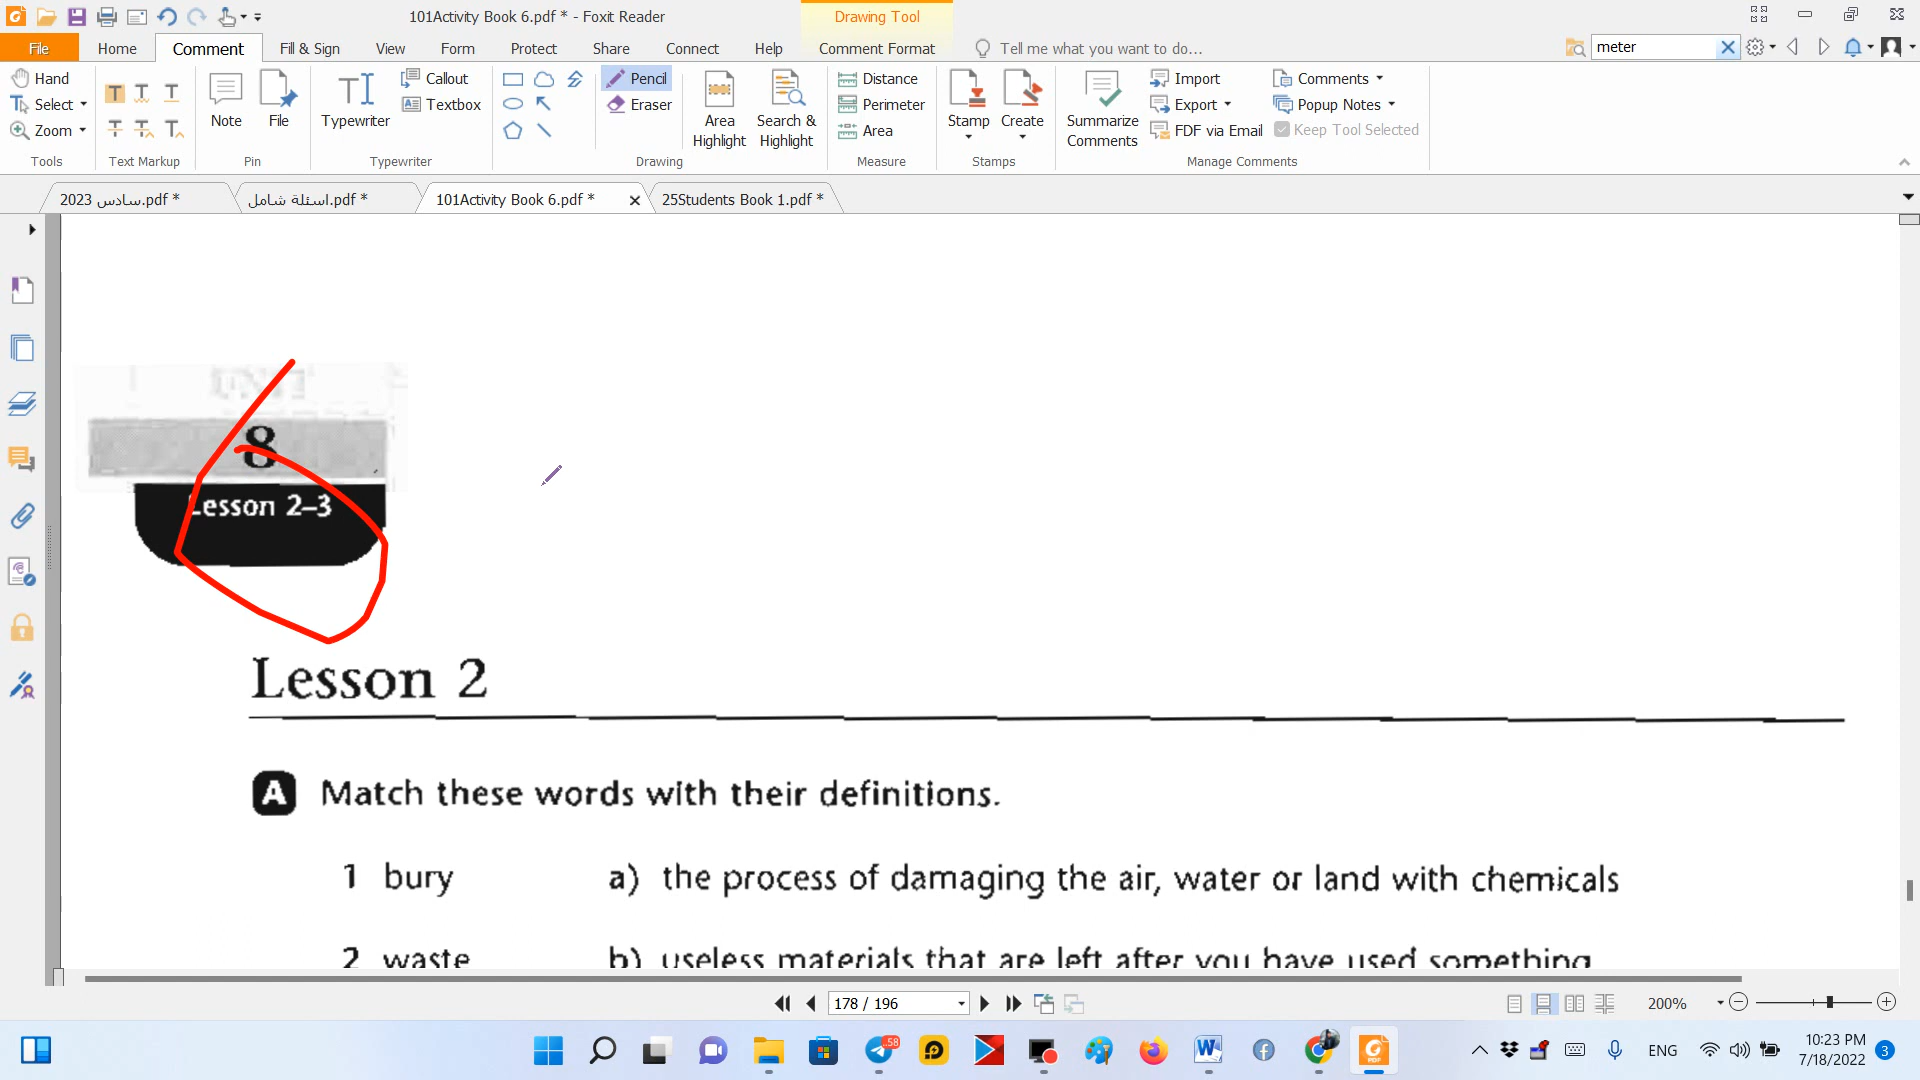 101Activity Book 6.pdf * - Foxit Reader
Drawing Tool
File Home Comment Fill & Sign View Form Protect Share Connect Help Comment Format Tell me what you want to do... meter
Hand
Select
Zoom
Tools
Text Markup
Note
File
Pin
Typewriter
Callout
Textbox
Typewriter
Pencil
Eraser
Area Highlight
Search & Highlight
Drawing
Distance
Perimeter
Area
Measure
Stamp
Create
Stamps
Summarize Comments
Import
Export
FDF via Email
Comments
Popup Notes
Keep Tool Selected
Manage Comments
سادس 2023.pdf *
اسئلة شامل.pdf *
101Activity Book 6.pdf *
25Students Book 1.pdf *
UNIT
8
Lesson 2–3
Lesson 2
A Match these words with their definitions.
1 bury a) the process of damaging the air, water or land with chemicals
2 waste b) useless materials that are left after you have used something
178 / 196
200%
..58
ENG
10:23 PM
7/18/2022
3